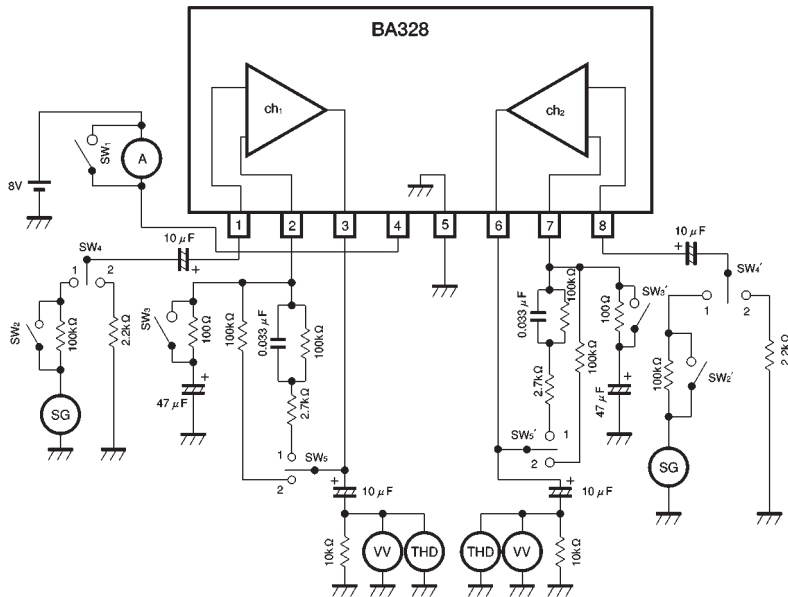 BA328
ch1
ch2
SW1
A
8V
1
2
3
4
5
6
7
8
10 μF
+
SW4
1
2
SW2
100kΩ
2.2kΩ
SG
SW3
100Ω
+
47 μF
100kΩ
0.033 μF
100kΩ
2.7kΩ
1
SW5
2
+
10 μF
10kΩ
VV
THD
0.033 μF
100kΩ
2.7kΩ
100kΩ
100Ω
SW3′
+
47 μF
SW5′
1
2
+
10 μF
THD
VV
10kΩ
10 μF
+
SW4′
1
2
100kΩ
SW2′
SG
2.2kΩ